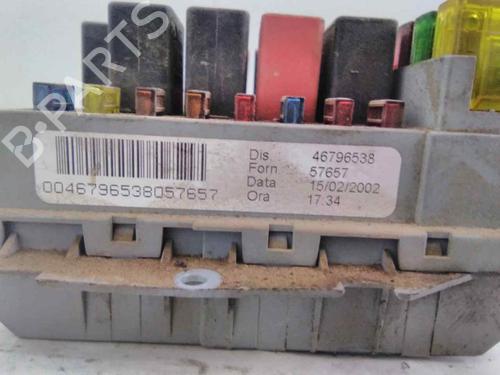 B-PARTS
0046796538057657
Dis 46796538
Forn 57657
Data 15/02/2002
Ora 17.34